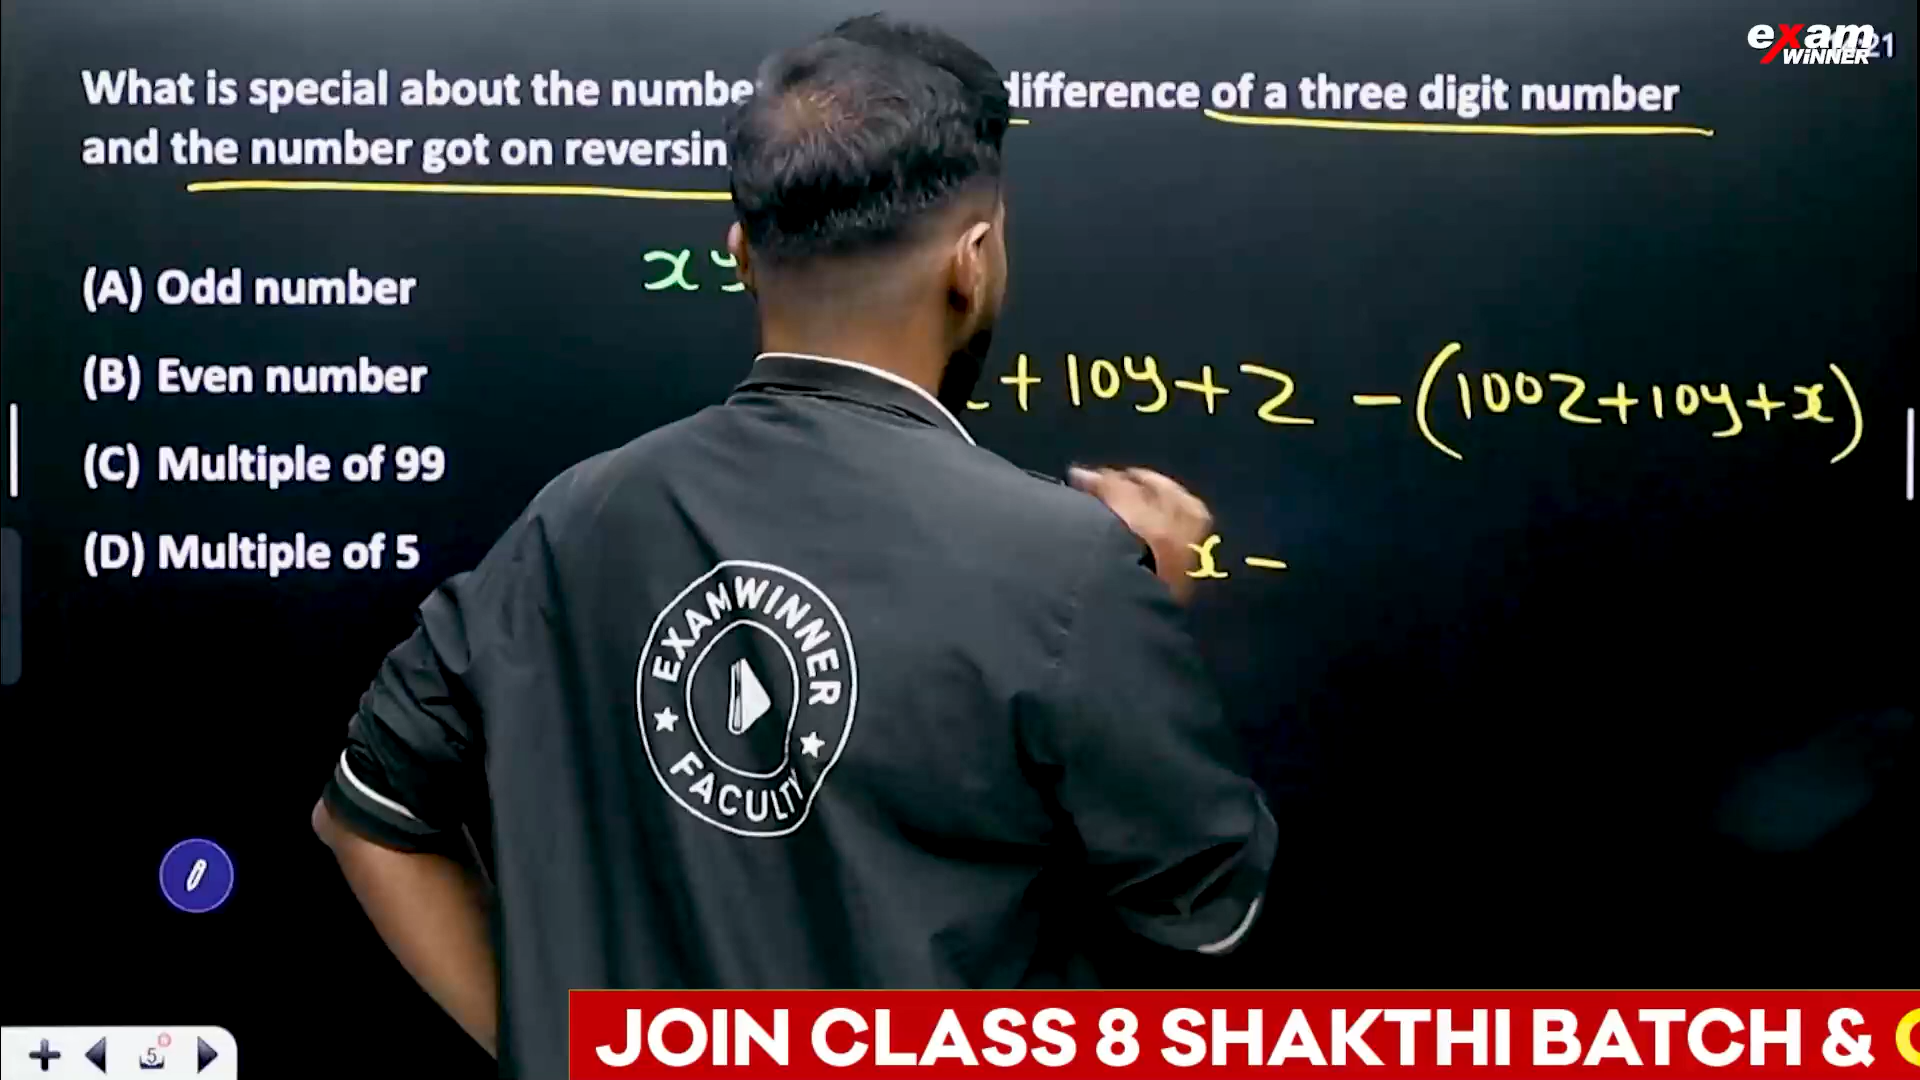 exam
WiNNER
21
What is special about the difference of a three digit number
and the number got on reversin
(A) Odd number
x y
(B) Even number
+ 10y + z - (100z + 10y + x)
(C) Multiple of 99
(D) Multiple of 5
x -
EXAMWINNER
FACULTY
5
JOIN CLASS 8 SHAKTHI BATCH &